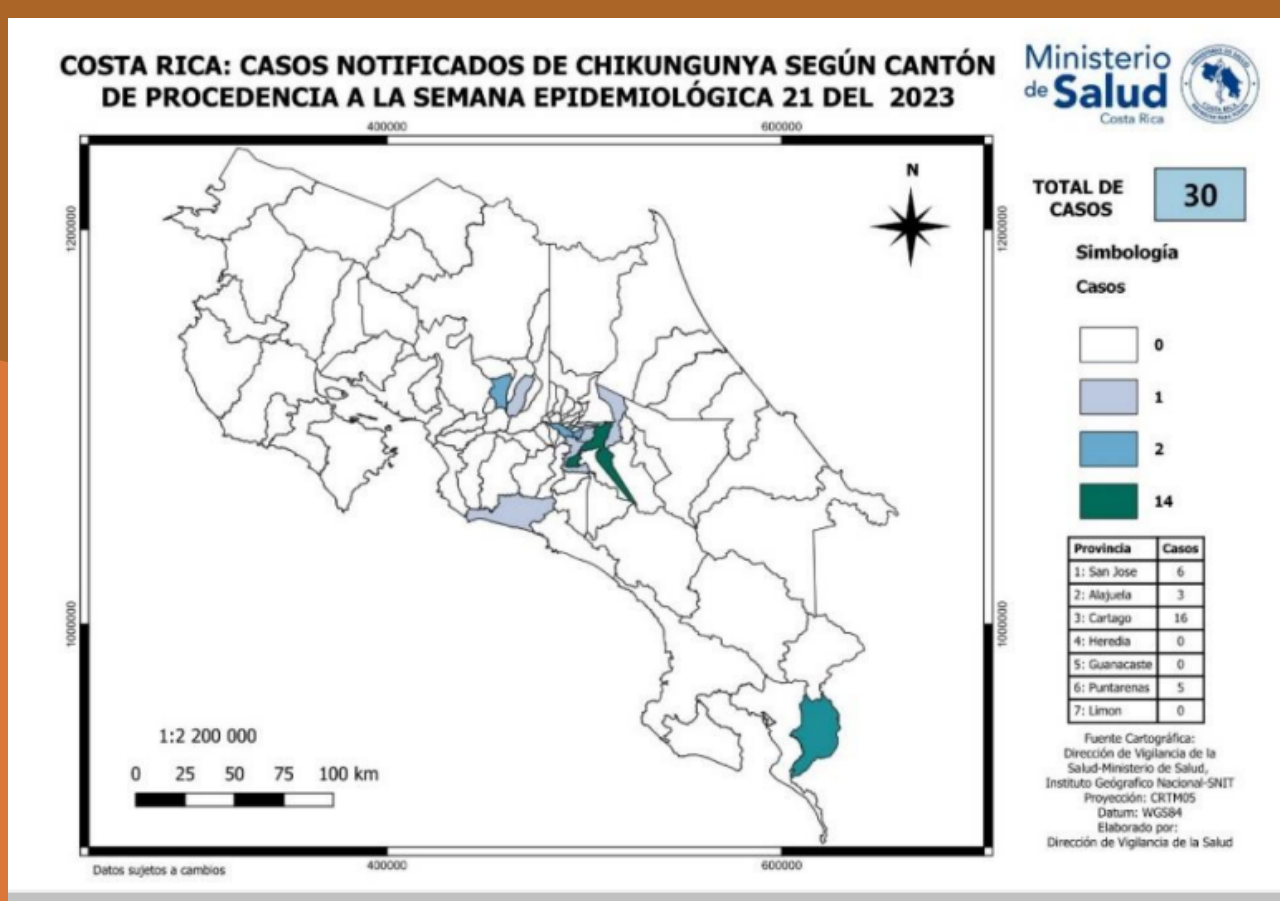 COSTA RICA: CASOS NOTIFICADOS DE CHIKUNGUNYA SEGÚN CANTÓN
DE PROCEDENCIA A LA SEMANA EPIDEMIOLÓGICA 21 DEL 2023
Ministerio
de Salud
Costa Rica
400000
600000
1200000
1200000
1000000
1000000
N
TOTAL DE
CASOS
30
Simbología
Casos
0
1
2
14
Provincia Casos
1: San Jose 6
2: Alajuela 3
3: Cartago 16
4: Heredia 0
5: Guanacaste 0
6: Puntarenas 5
7: Limon 0
Fuente Cartográfica:
Dirección de Vigilancia de la
Salud-Ministerio de Salud,
Instituto Geógrafico Nacional-SNIT
Proyección: CRTM05
Datum: WGS84
Elaborado por:
Dirección de Vigilancia de la Salud
1:2 200 000
0 25 50 75 100 km
400000
600000
Datos sujetos a cambios